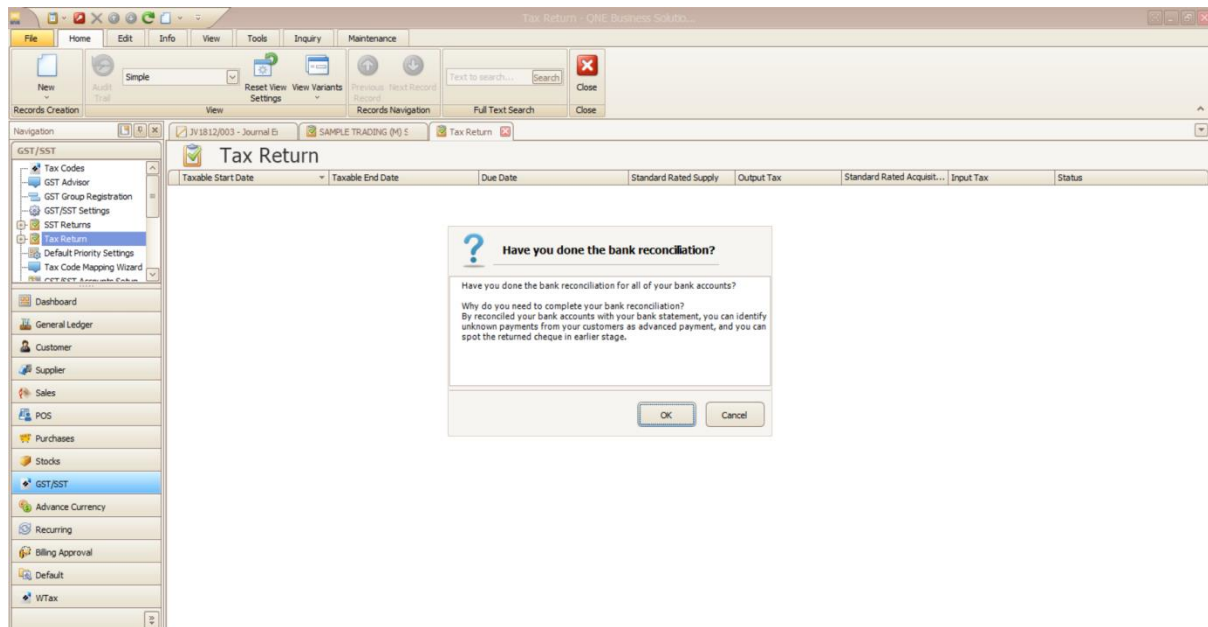 Tax Return - QNE Business Solutio...
File Home Edit Info View Tools Inquiry Maintenance
New
Audit Trail
Simple
Reset View Settings
View Variants
Previous Record
Next Record
Text to search... Search
Close
Records Creation View Records Navigation Full Text Search Close
Navigation
JV1812/003 - Journal E
SAMPLE TRADING (M) S
Tax Return
GST/SST
Tax Return
Tax Codes
GST Advisor
GST Group Registration
GST/SST Settings
SST Returns
Tax Return
Default Priority Settings
Tax Code Mapping Wizard
Taxable Start Date Taxable End Date Due Date Standard Rated Supply Output Tax Standard Rated Acquisit... Input Tax Status
Have you done the bank reconciliation?
Have you done the bank reconciliation for all of your bank accounts?
Why do you need to complete your bank reconciliation?
By reconciled your bank accounts with your bank statement, you can identify
unknown payments from your customers as advanced payment, and you can
spot the returned cheque in earlier stage.
OK Cancel
Dashboard
General Ledger
Customer
Supplier
Sales
POS
Purchases
Stocks
GST/SST
Advance Currency
Recurring
Billing Approval
Default
WTax